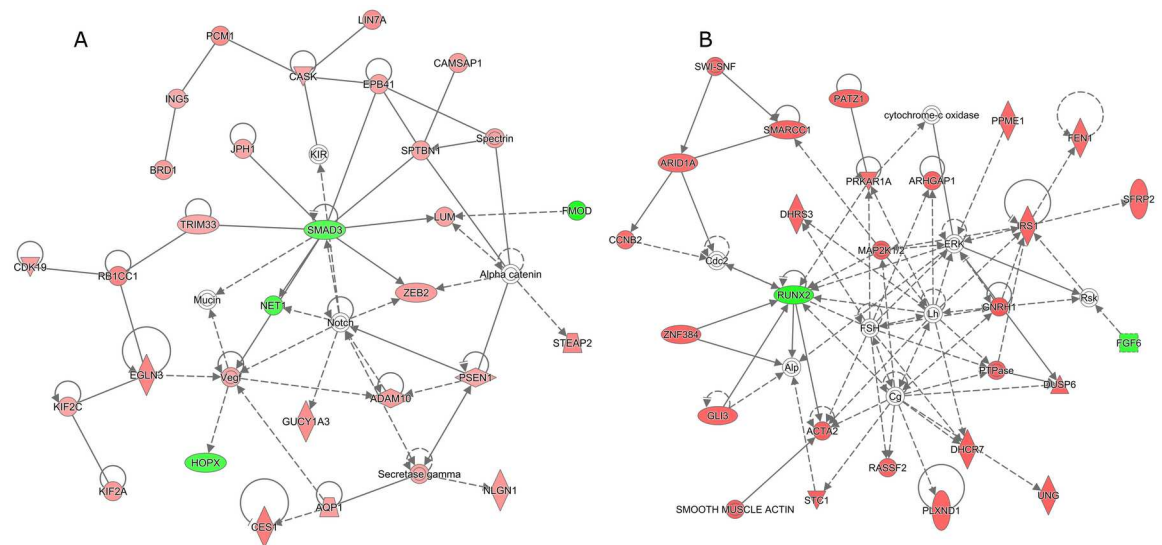 A
LIN7A
PCM1
CASK
EPB41
CAMSAP1
ING5
JPH1
KIR
SPTBN1
Spectrin
BRD1
TRIM33
SMAD3
LUM
FMOD
CDK19
RB1CC1
Mucin
NET1
ZEB2
Alpha catenin
Notch
STEAP2
EGLN3
Vegf
ADAM10
PSEN1
KIF2C
GUCY1A3
HOPX
Secretase gamma
KIF2A
AQP1
NLGN1
CES1
B
SWI-SNF
PATZ1
cytochrome-c oxidase
PPME1
FEN1
SMARCC1
ARID1A
PRKAR1A
ARHGAP1
SFRP2
DHRS3
IRS1
CCNB2
MAP2K1/2
ERK
Cdc2
RUNX2
GNRH1
Rsk
Lh
FSH
ZNF384
FGF6
Alp
PTPase
DUSP6
Cg
GLI3
ACTA2
DHCR7
RASSF2
STC1
UNG
SMOOTH MUSCLE ACTIN
PLXND1